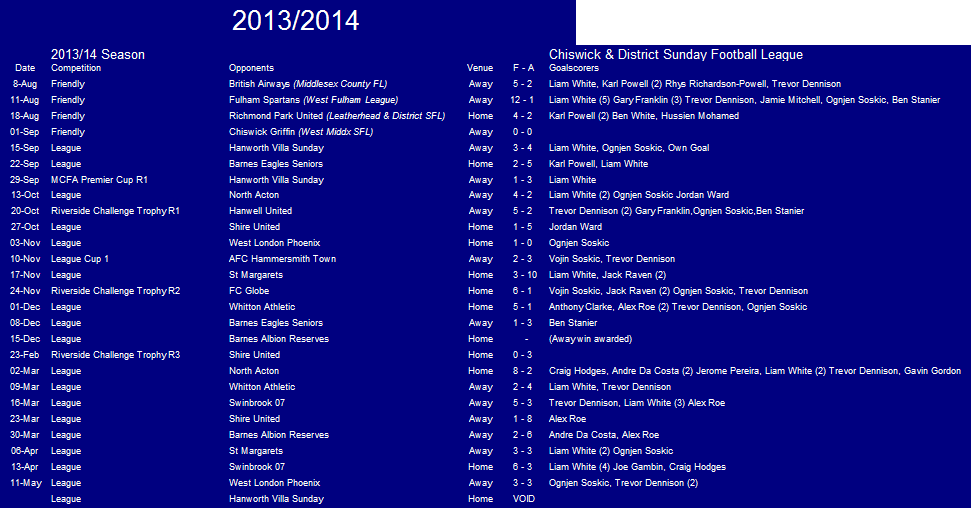 2013/2014
2013/14 Season Chiswick & District Sunday Football League
Date Competition Opponents Venue F - A Goalscorers
8-Aug Friendly British Airways (Middlesex County FL) Away 5 - 2 Liam White, Karl Powell (2) Rhys Richardson-Powell, Trevor Dennison
11-Aug Friendly Fulham Spartans (West Fulham League) Away 12 - 1 Liam White (5) Gary Franklin (3) Trevor Dennison, Jamie Mitchell, Ognjen Soskic, Ben Stanier
18-Aug Friendly Richmond Park United (Leatherhead & District SFL) Home 4 - 2 Karl Powell (2) Ben White, Hussien Mohamed
01-Sep Friendly Chiswick Griffin (West Middx SFL) Away 0 - 0
15-Sep League Hanworth Villa Sunday Away 3 - 4 Liam White, Ognjen Soskic, Own Goal
22-Sep League Barnes Eagles Seniors Home 2 - 5 Karl Powell, Liam White
29-Sep MCFA Premier Cup R1 Hanworth Villa Sunday Away 1 - 3 Liam White
13-Oct League North Acton Away 4 - 2 Liam White (2) Ognjen Soskic Jordan Ward
20-Oct Riverside Challenge Trophy R1 Hanwell United Away 5 - 2 Trevor Dennison (2) Gary Franklin,Ognjen Soskic,Ben Stanier
27-Oct League Shire United Home 1 - 5 Jordan Ward
03-Nov League West London Phoenix Home 1 - 0 Ognjen Soskic
10-Nov League Cup 1 AFC Hammersmith Town Away 2 - 3 Vojin Soskic, Trevor Dennison
17-Nov League St Margarets Home 3 - 10 Liam White, Jack Raven (2)
24-Nov Riverside Challenge Trophy R2 FC Globe Home 6 - 1 Vojin Soskic, Jack Raven (2) Ognjen Soskic, Trevor Dennison
01-Dec League Whitton Athletic Home 5 - 1 Anthony Clarke, Alex Roe (2) Trevor Dennison, Ognjen Soskic
08-Dec League Barnes Eagles Seniors Away 1 - 3 Ben Stanier
15-Dec League Barnes Albion Reserves Home - (Away win awarded)
23-Feb Riverside Challenge Trophy R3 Shire United Home 0 - 3
02-Mar League North Acton Home 8 - 2 Craig Hodges, Andre Da Costa (2) Jerome Pereira, Liam White (2) Trevor Dennison, Gavin Gordon
09-Mar League Whitton Athletic Away 2 - 4 Liam White, Trevor Dennison
16-Mar League Swinbrook 07 Away 5 - 3 Trevor Dennison, Liam White (3) Alex Roe
23-Mar League Shire United Away 1 - 8 Alex Roe
30-Mar League Barnes Albion Reserves Away 2 - 6 Andre Da Costa, Alex Roe
06-Apr League St Margarets Away 3 - 3 Liam White (2) Ognjen Soskic
13-Apr League Swinbrook 07 Home 6 - 3 Liam White (4) Joe Gambin, Craig Hodges
11-May League West London Phoenix Away 3 - 3 Ognjen Soskic, Trevor Dennison (2)
League Hanworth Villa Sunday Home VOID